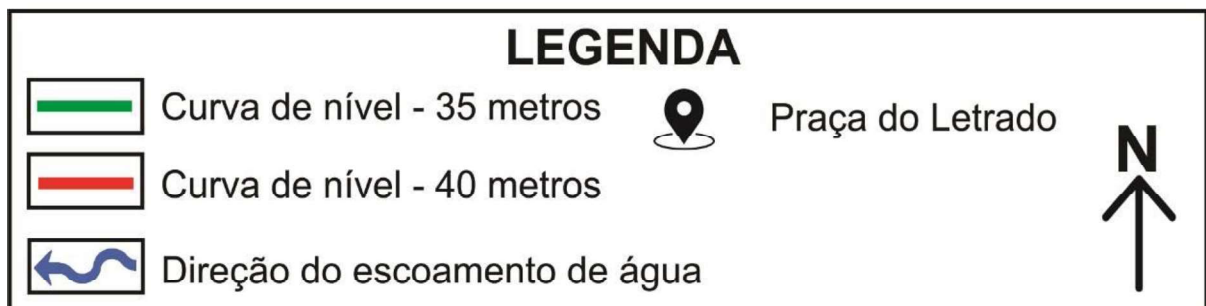 LEGENDA
Curva de nível - 35 metros
Praça do Letrado
Curva de nível - 40 metros
N
Direção do escoamento de água